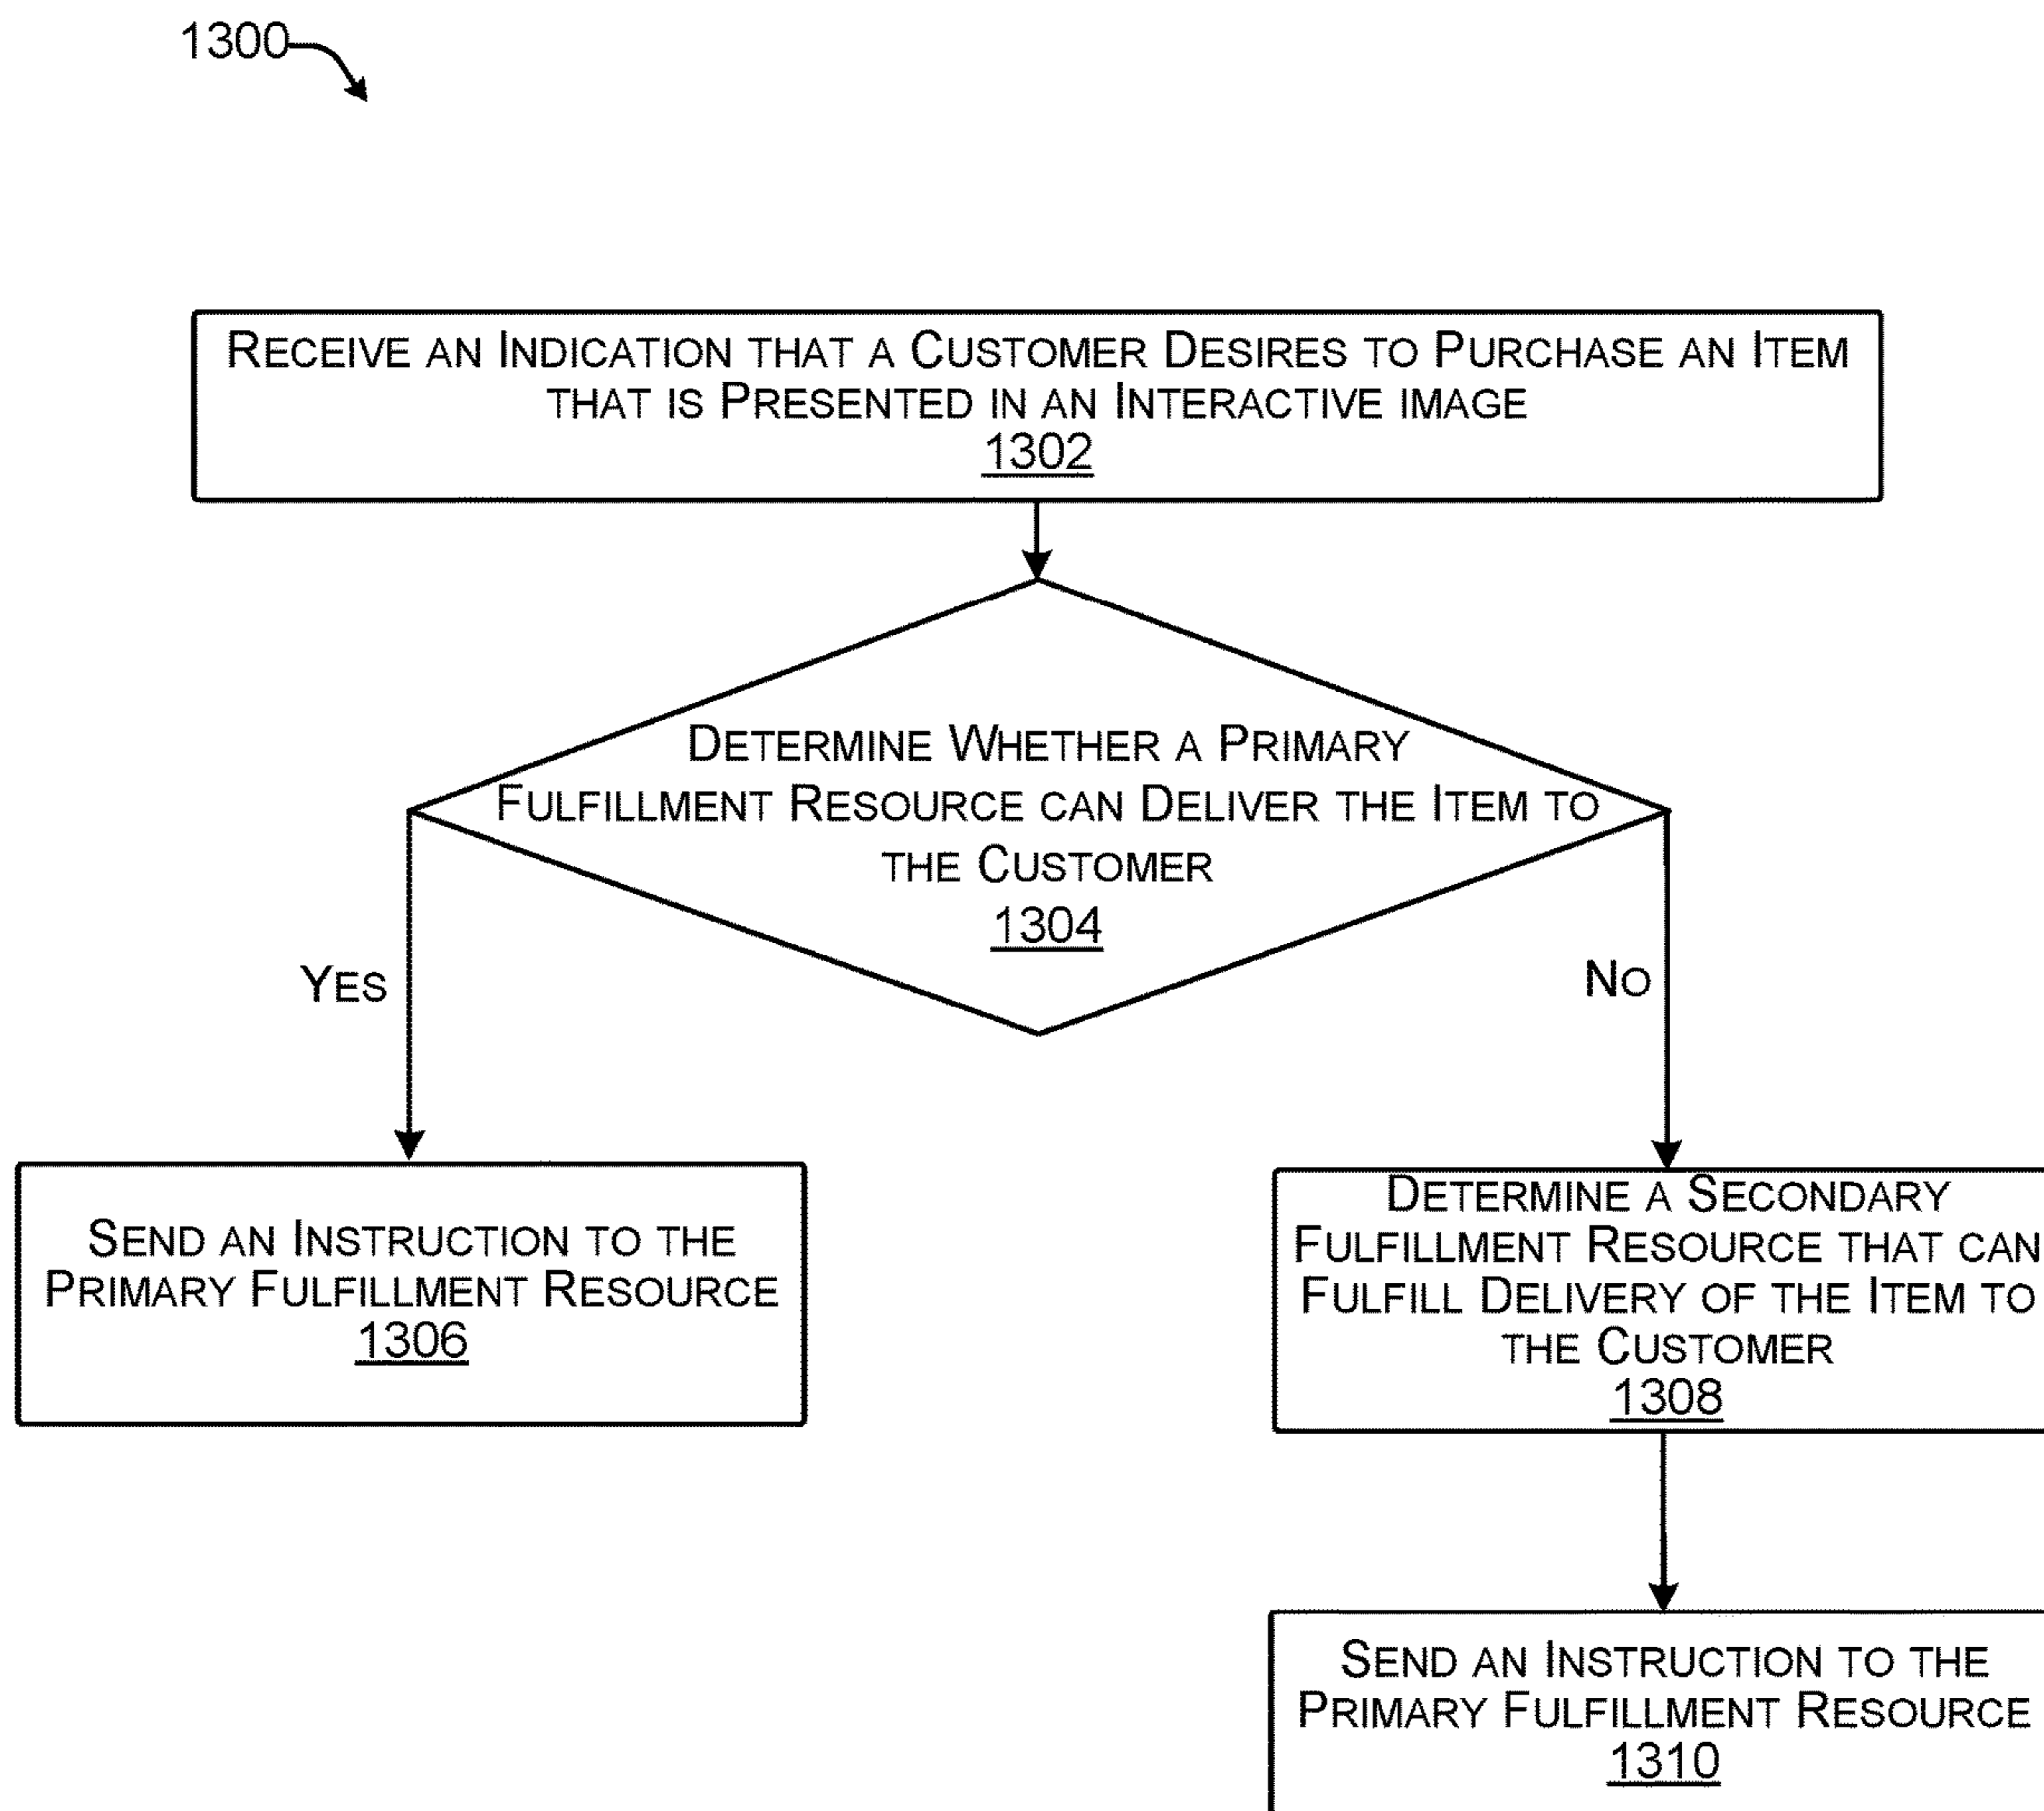 1300
RECEIVE AN INDICATION THAT A CUSTOMER DESIRES TO PURCHASE AN ITEM
THAT IS PRESENTED IN AN INTERACTIVE IMAGE
1302
DETERMINE WHETHER A PRIMARY
FULFILLMENT RESOURCE CAN DELIVER THE ITEM TO
THE CUSTOMER
1304
YES
NO
SEND AN INSTRUCTION TO THE
PRIMARY FULFILLMENT RESOURCE
1306
DETERMINE A SECONDARY
FULFILLMENT RESOURCE THAT CAN
FULFILL DELIVERY OF THE ITEM TO
THE CUSTOMER
1308
SEND AN INSTRUCTION TO THE
PRIMARY FULFILLMENT RESOURCE
1310